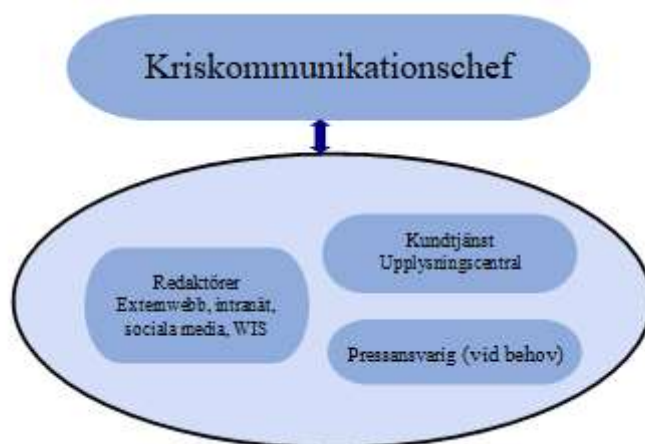 Kriskommunikationschef
Redaktörer
Externwebb, intranät,
sociala media, WIS
Kundtjänst
Upplysningscentral
Pressansvarig (vid behov)